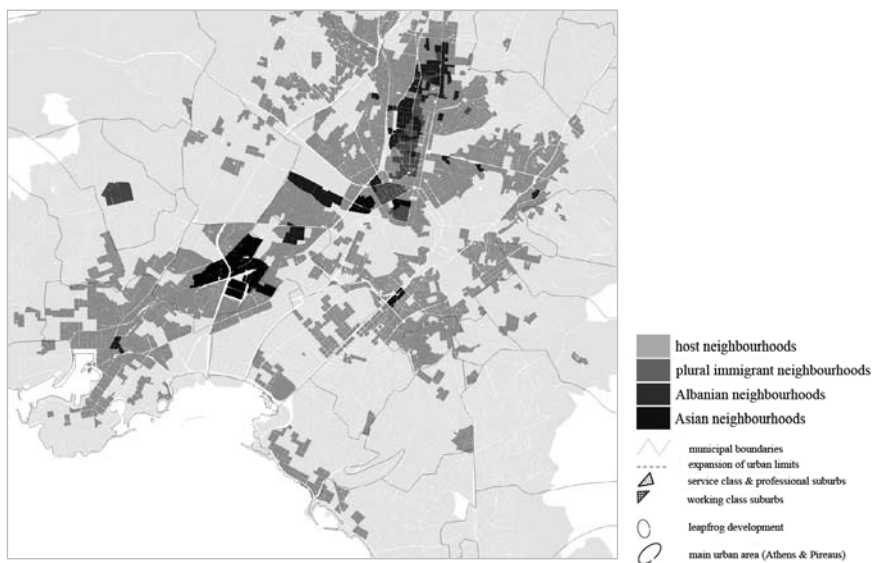 host neighbourhoods
plural immigrant neighbourhoods
Albanian neighbourhoods
Asian neighbourhoods
municipal boundaries
expansion of urban limits
service class & professional suburbs
working class suburbs
leapfrog development
main urban area (Athens & Pireaus)